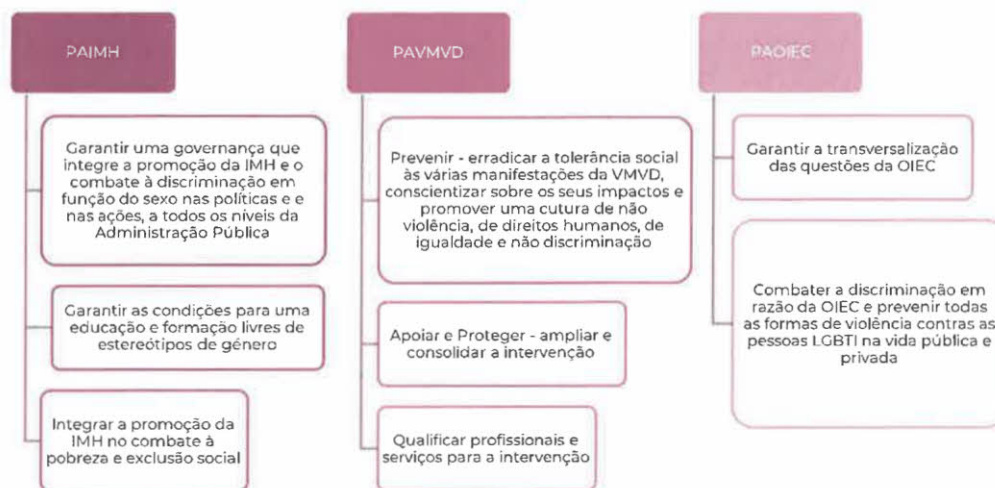 PAIMH
Garantir uma governança que
integre a promoção da IMH e o
combate à discriminação em
função do sexo nas políticas e e
nas ações, a todos os níveis da
Administração Pública
Garantir as condições para uma
educação e formação livres de
estereótipos de género
Integrar a promoção da
IMH no combate à
pobreza e exclusão social
PAVMVD
Prevenir - erradicar a tolerância social
às várias manifestações da VMVD,
conscientizar sobre os seus impactos e
promover uma cutura de não
violência, de direitos humanos, de
igualdade e não discriminação
Apoiar e Proteger - ampliar e
consolidar a intervenção
Qualificar profissionais e
serviços para a intervenção
PAOIEC
Garantir a transversalização
das questões da OIEC
Combater a discriminação em
razão da OIEC e prevenir todas
as formas de violência contras as
pessoas LGBTI na vida pública e
privada